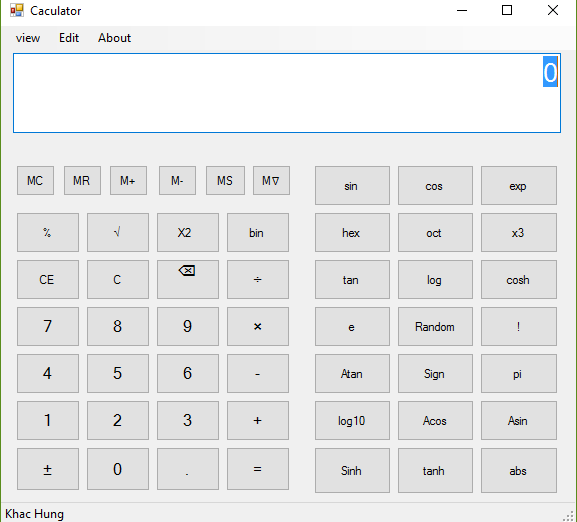 Caculator
view Edit About
0
MC MR M+ M- MS M∇
sin cos exp
% √ X2 bin hex oct x3
CE C ⌫ ÷ tan log cosh
7 8 9 × e Random !
4 5 6 - Atan Sign pi
1 2 3 + log10 Acos Asin
± 0 . = Sinh tanh abs
Khac Hung